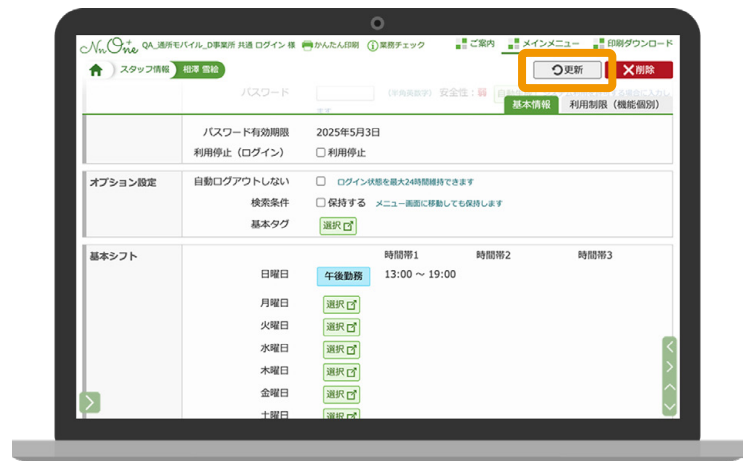 NnOne QA_通所モバイル_D事業所 共通 ログイン 様 かんたん印刷 業務チェック ご案内 メインメニュー 印刷ダウンロード
スタッフ情報 相澤 雪絵 更新 削除
パスワード (半角英数字) 安全性：弱
基本情報 利用制限（機能個別）
パスワード有効期限 2025年5月3日
利用停止（ログイン） 利用停止
オプション設定 自動ログアウトしない ログイン状態を最大24時間維持できます
検索条件 保持する メニュー画面に移動しても保持します
基本タグ 選択
基本シフト 時間帯1 時間帯2 時間帯3
日曜日 午後勤務 13:00 ～ 19:00
月曜日 選択
火曜日 選択
水曜日 選択
木曜日 選択
金曜日 選択
土曜日 選択